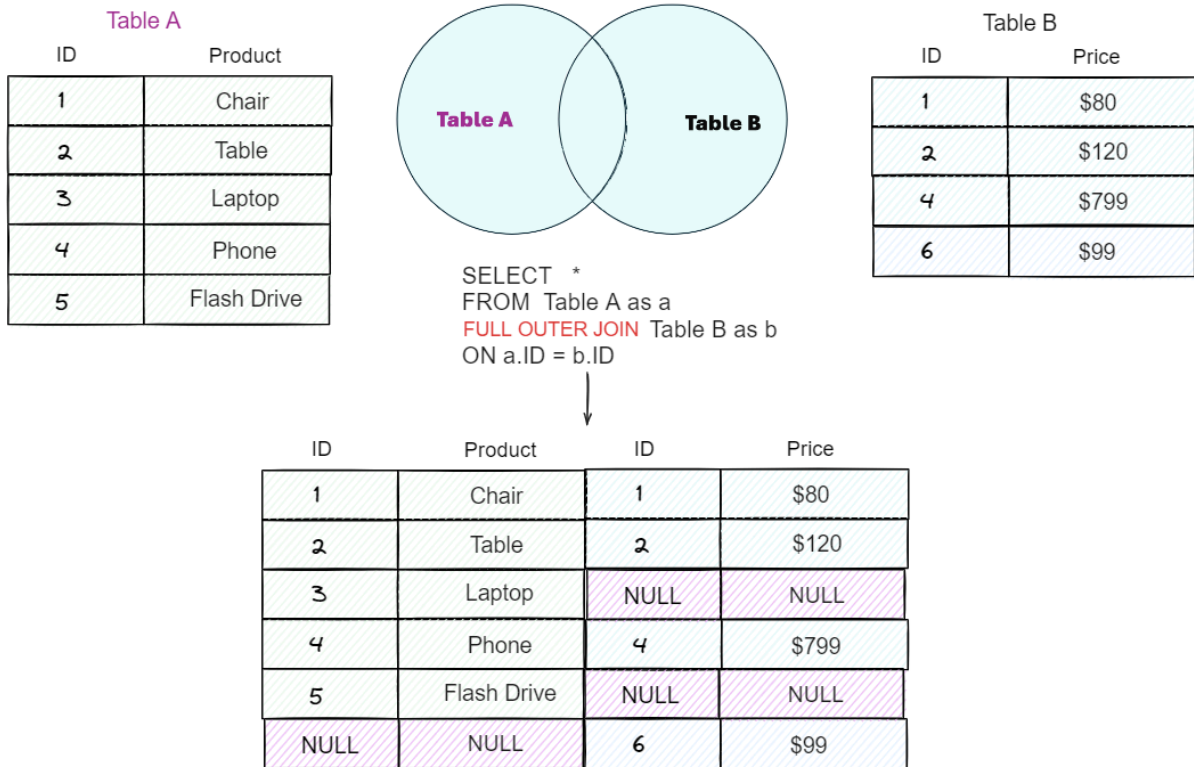 Table A
ID Product
1 Chair
2 Table
3 Laptop
4 Phone
5 Flash Drive
Table A
Table B
Table B
ID Price
1 $80
2 $120
4 $799
6 $99
SELECT *
FROM Table A as a
FULL OUTER JOIN Table B as b
ON a.ID = b.ID
ID Product ID Price
1 Chair 1 $80
2 Table 2 $120
3 Laptop NULL NULL
4 Phone 4 $799
5 Flash Drive NULL NULL
NULL NULL 6 $99